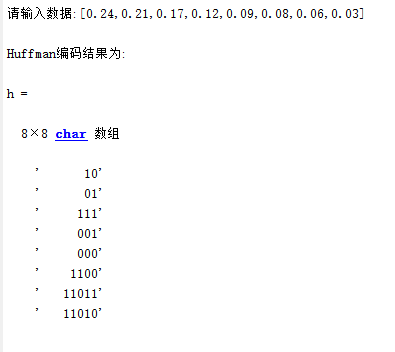 请输入数据:[0.24,0.21,0.17,0.12,0.09,0.08,0.06,0.03]
Huffman编码结果为:
h =
8×8 char 数组
'      10'
'      01'
'     111'
'     001'
'     000'
'    1100'
'   11011'
'   11010'